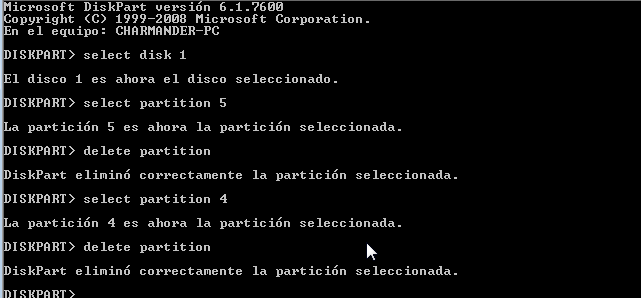 Microsoft DiskPart versión 6.1.7600
Copyright (C) 1999-2008 Microsoft Corporation.
En el equipo: CHARMANDER-PC
DISKPART> select disk 1
El disco 1 es ahora el disco seleccionado.
DISKPART> select partition 5
La partición 5 es ahora la partición seleccionada.
DISKPART> delete partition
DiskPart eliminó correctamente la partición seleccionada.
DISKPART> select partition 4
La partición 4 es ahora la partición seleccionada.
DISKPART> delete partition
DiskPart eliminó correctamente la partición seleccionada.
DISKPART>